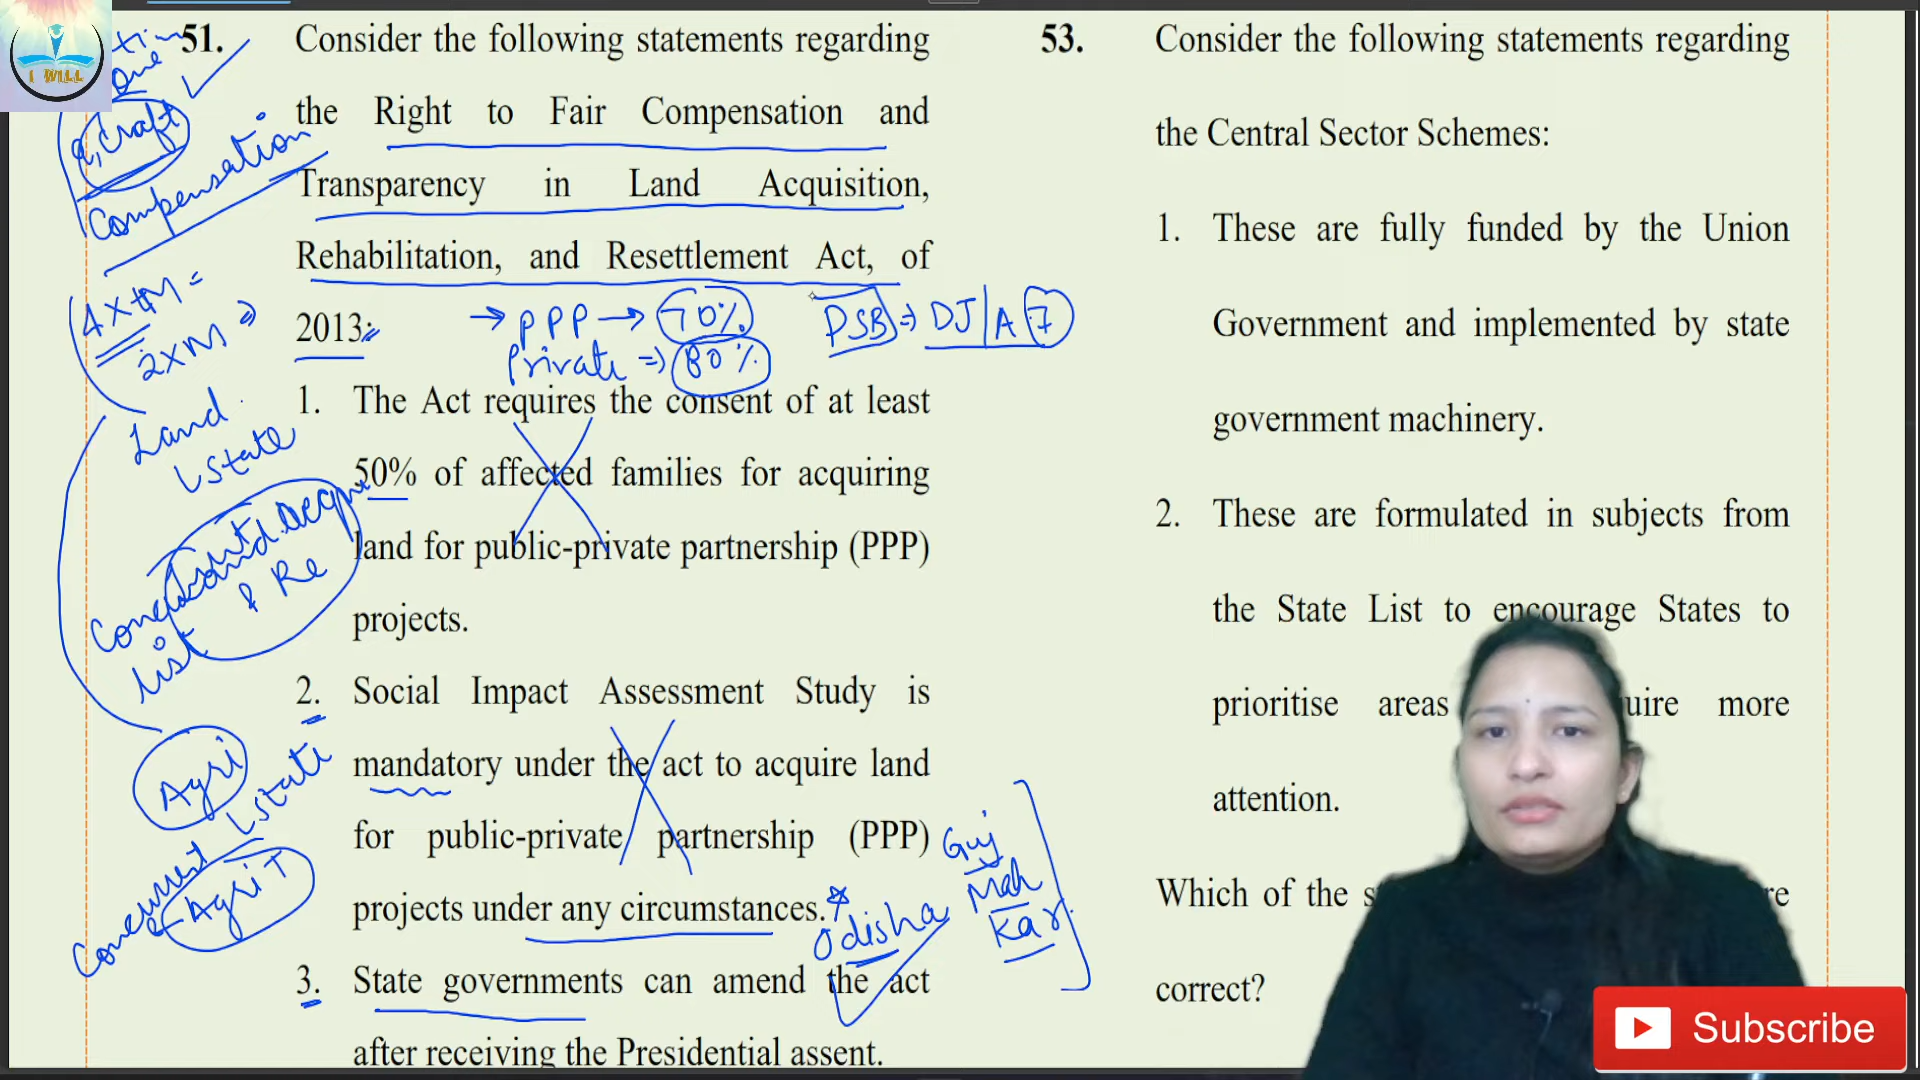 I WILL
51. Consider the following statements regarding
the Right to Fair Compensation and
Transparency in Land Acquisition,
Rehabilitation, and Resettlement Act, of
2013:
→ PPP → 70%
Private ⇒ 80%
PSB ⇒ DJ | A 7
1. The Act requires the consent of at least
50% of affected families for acquiring
land for public-private partnership (PPP)
projects.
2. Social Impact Assessment Study is
mandatory under the act to acquire land
for public-private partnership (PPP)
projects under any circumstances.
3. State governments can amend the act
after receiving the Presidential assent.
Craft
Compensation
4×M =
2×M ⇒
Land
State
list
& Re
Agri
State
Agri T
Guj
Mah
Kar
Odisha
53. Consider the following statements regarding
the Central Sector Schemes:
1. These are fully funded by the Union
Government and implemented by state
government machinery.
2. These are formulated in subjects from
the State List to encourage States to
prioritise areas uire more
attention.
Which of the s re
correct?
Subscribe